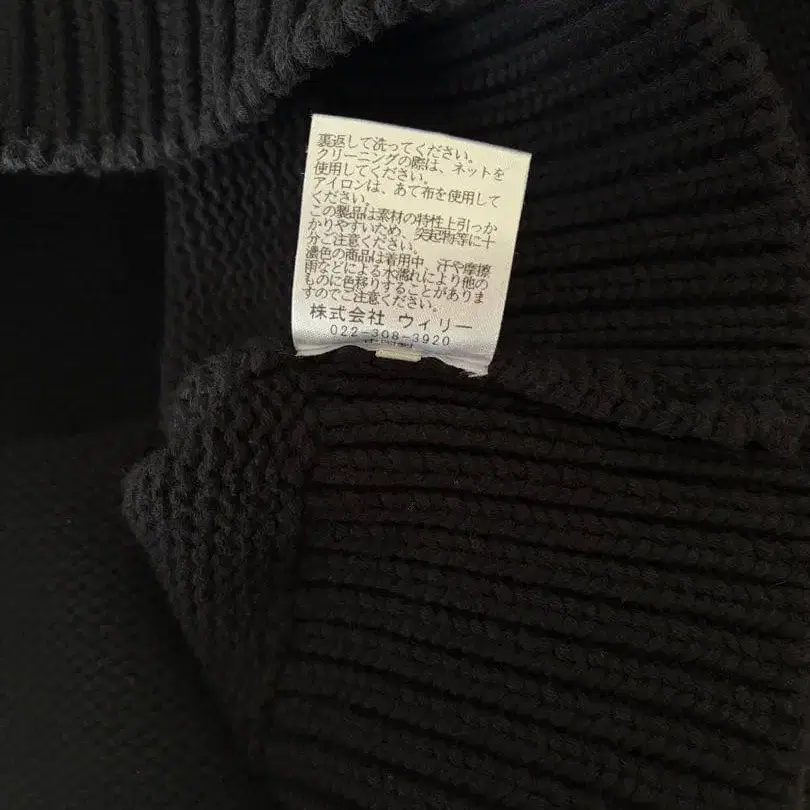 裏返して洗ってください。
クリーニングの際は、ネットを
使用してください。
アイロンは、あて布を使用して
ください。
この製品は素材の特性上引っか
かりやすいため、突起物等に十
分ご注意ください。
濃色の商品は着用中、汗や摩擦
雨などによる水濡れにより他の
ものに色移りすることがありま
すのでご注意ください。
株式会社 ウィリー
022-308-3920